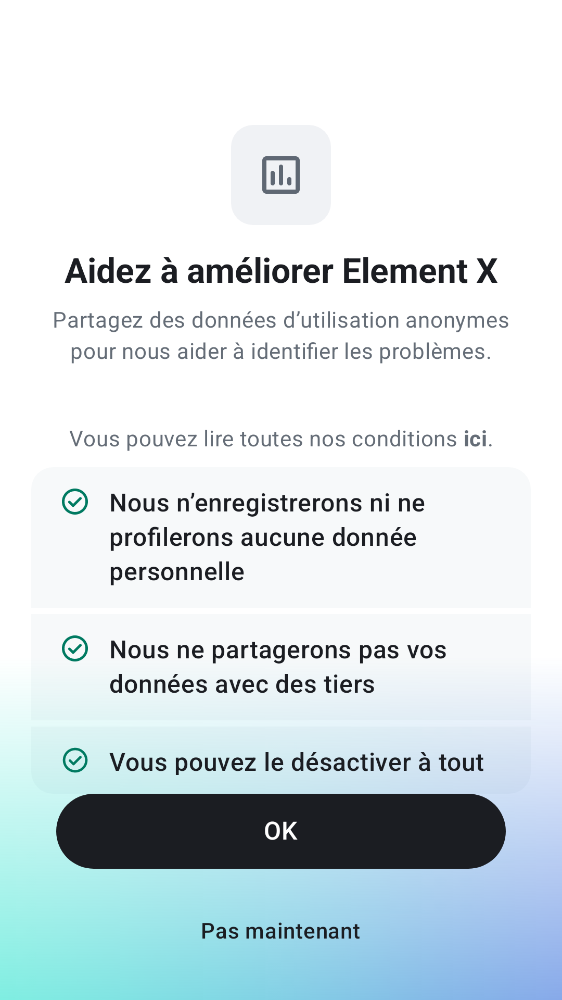 Aidez à améliorer Element X
Partagez des données d’utilisation anonymes
pour nous aider à identifier les problèmes.
Vous pouvez lire toutes nos conditions ici.
Nous n’enregistrerons ni ne
profilerons aucune donnée
personnelle
Nous ne partagerons pas vos
données avec des tiers
Vous pouvez le désactiver à tout
OK
Pas maintenant